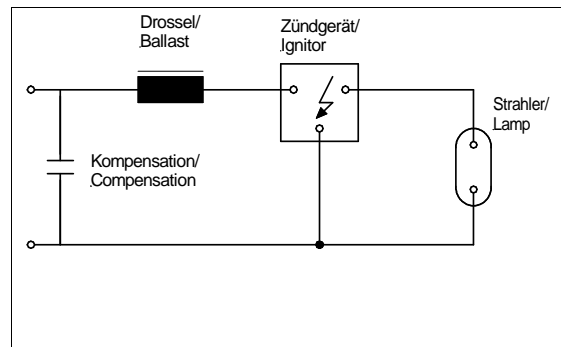 Drossel/
Ballast
Zündgerät/
Ignitor
Strahler/
Lamp
Kompensation/
Compensation